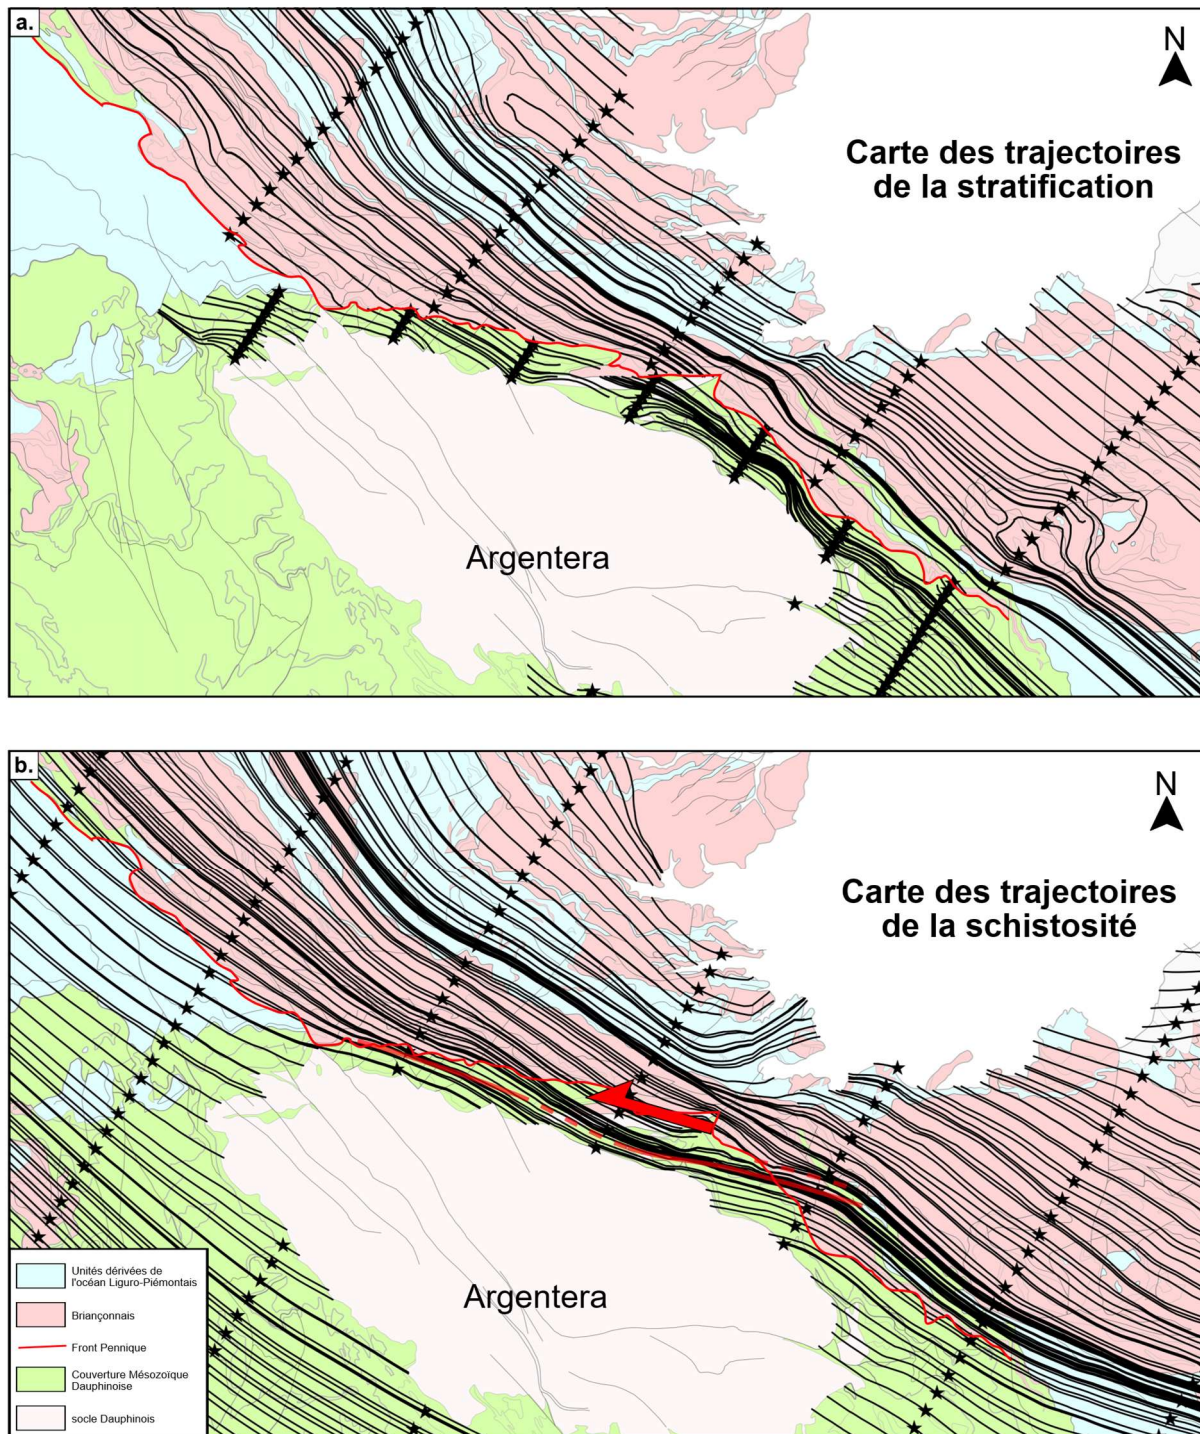 a.
N
Carte des trajectoires
de la stratification
Argentera
b.
N
Carte des trajectoires
de la schistosité
Argentera
Unités dérivées de
l'océan Liguro-Piémontais
Briançonnais
Front Pennique
Couverture Mésozoïque
Dauphinoise
socle Dauphinois